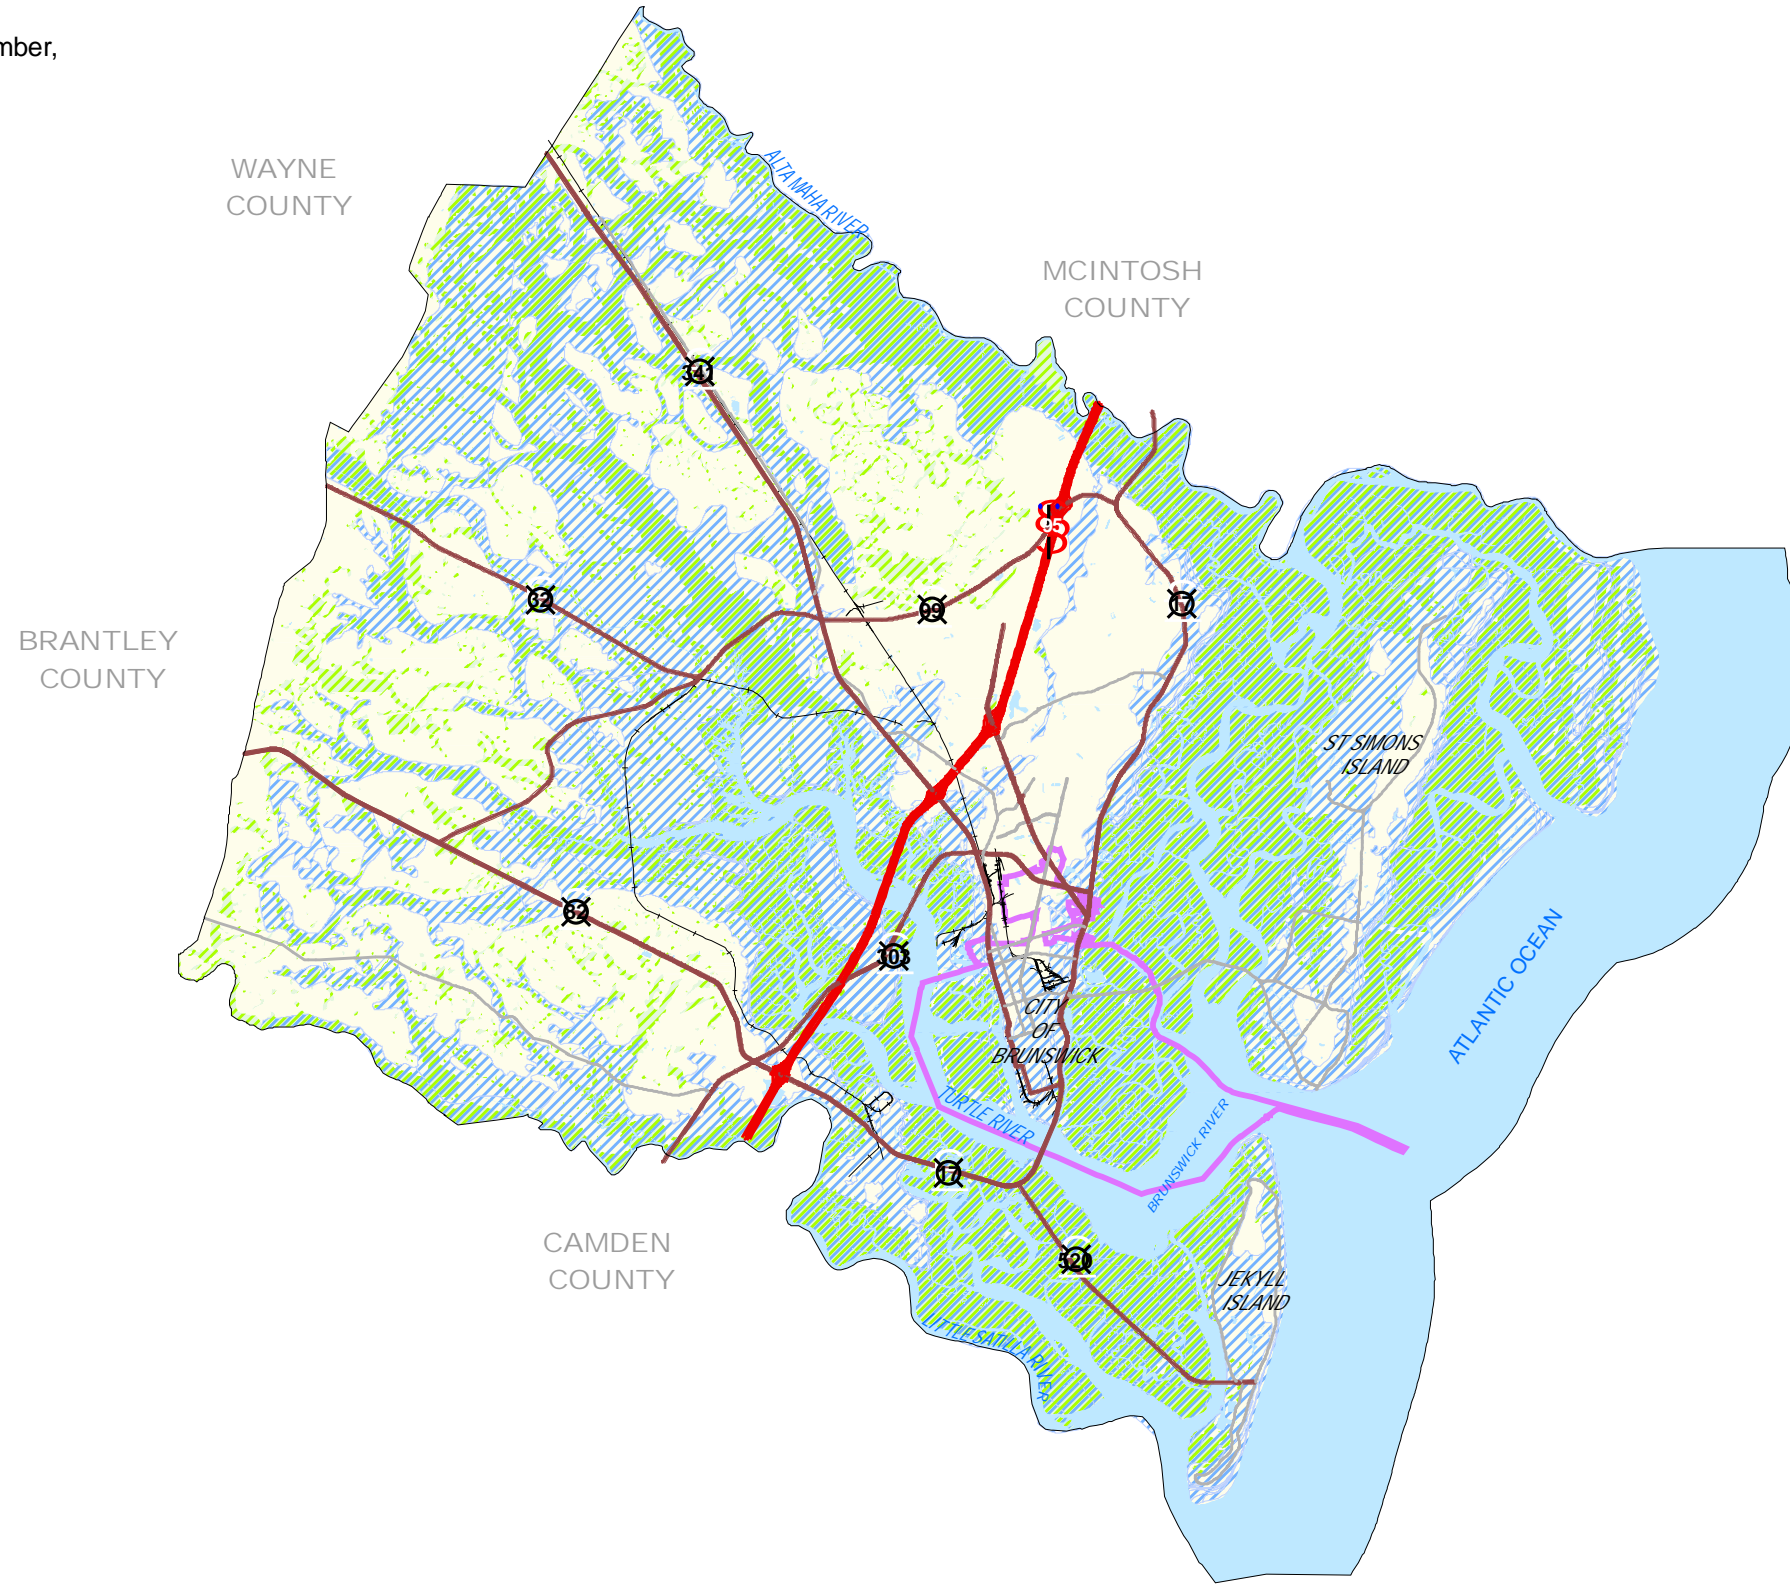 mber,
WAYNE
COUNTY
ALTAMAHA RIVER
MCINTOSH
COUNTY
341
95
32
99
17
BRANTLEY
COUNTY
ST SIMONS
ISLAND
82
303
ATLANTIC OCEAN
CITY
OF
BRUNSWICK
TURTLE RIVER
BRUNSWICK RIVER
17
CAMDEN
COUNTY
520
JEKYLL
ISLAND
LITTLE SATILLA RIVER